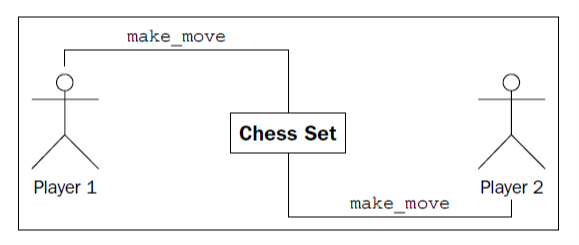 make_move
Chess Set
Player 1
Player 2
make_move